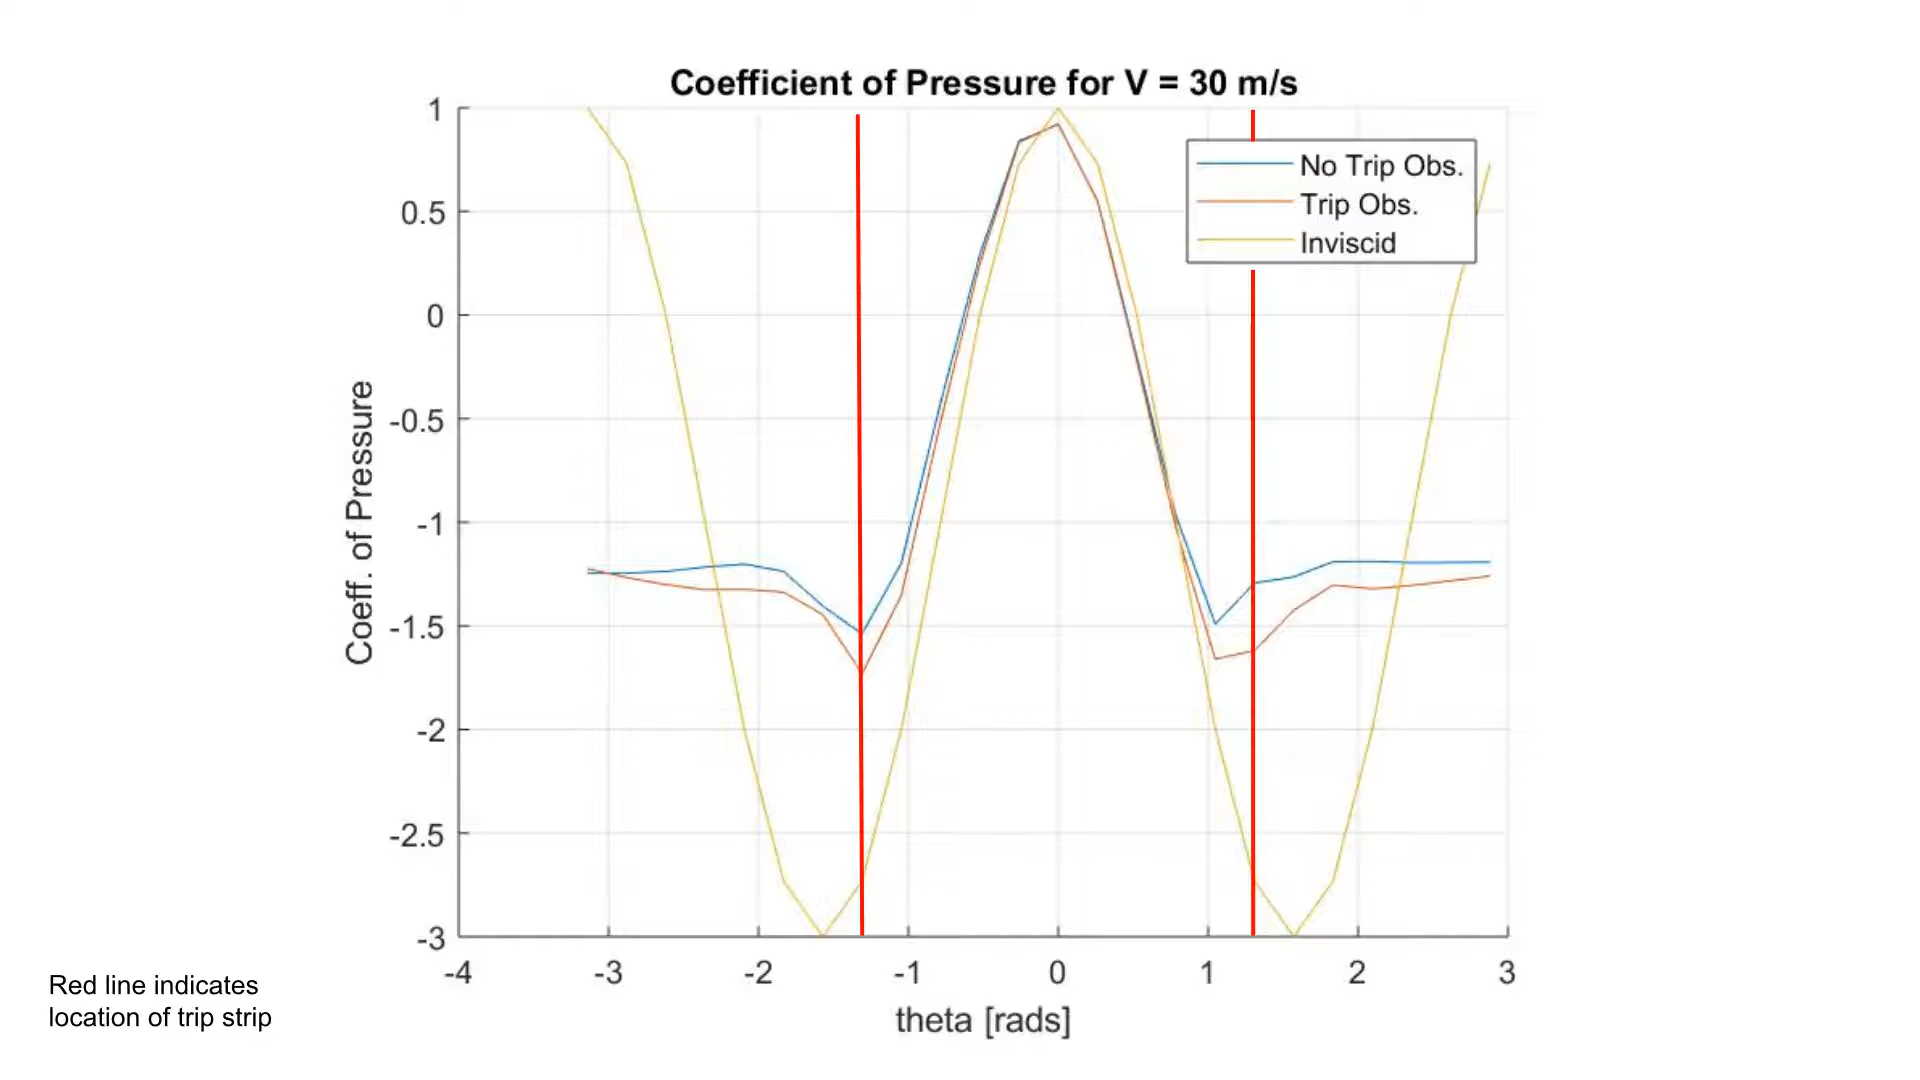 Coefficient of Pressure for V = 30 m/s
1
0.5
0
-0.5
-1
-1.5
-2
-2.5
-3
Coeff. of Pressure
No Trip Obs.
Trip Obs.
Inviscid
-4
-3
-2
-1
0
1
2
3
theta [rads]
Red line indicates
location of trip strip